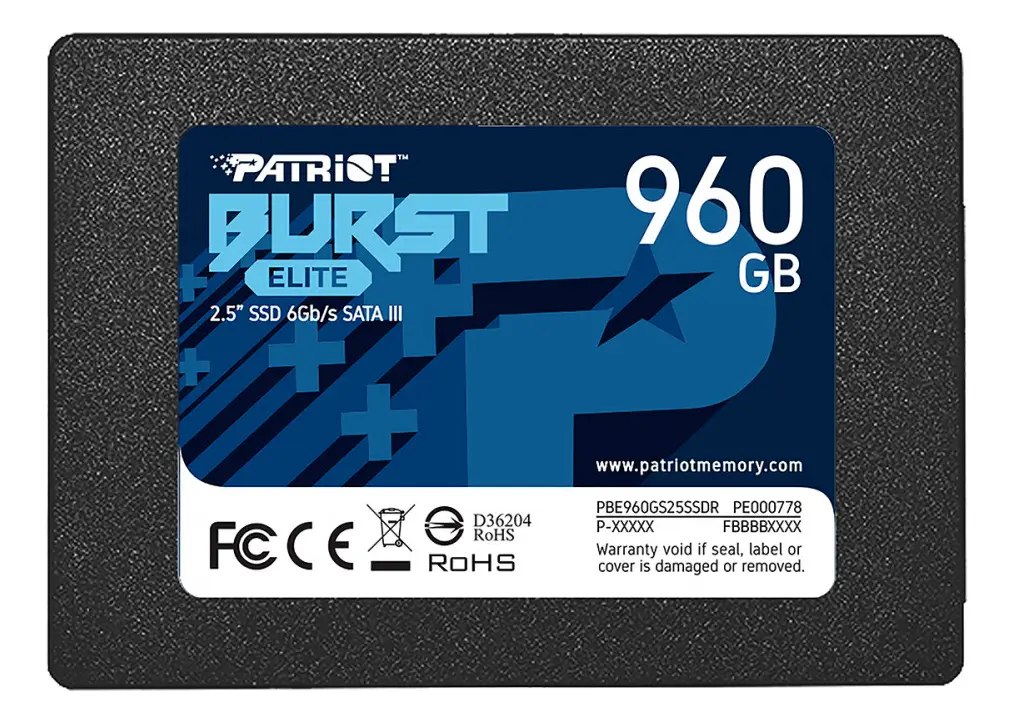 PATRIOT™
BURST
ELITE
2.5” SSD 6Gb/s SATA III
960
GB
www.patriotmemory.com
FC CE
D36204
RoHS
RoHS
PBE960GS25SSDR PE000778
P-XXXXX FBBBBXXXX
Warranty void if seal, label or
cover is damaged or removed.